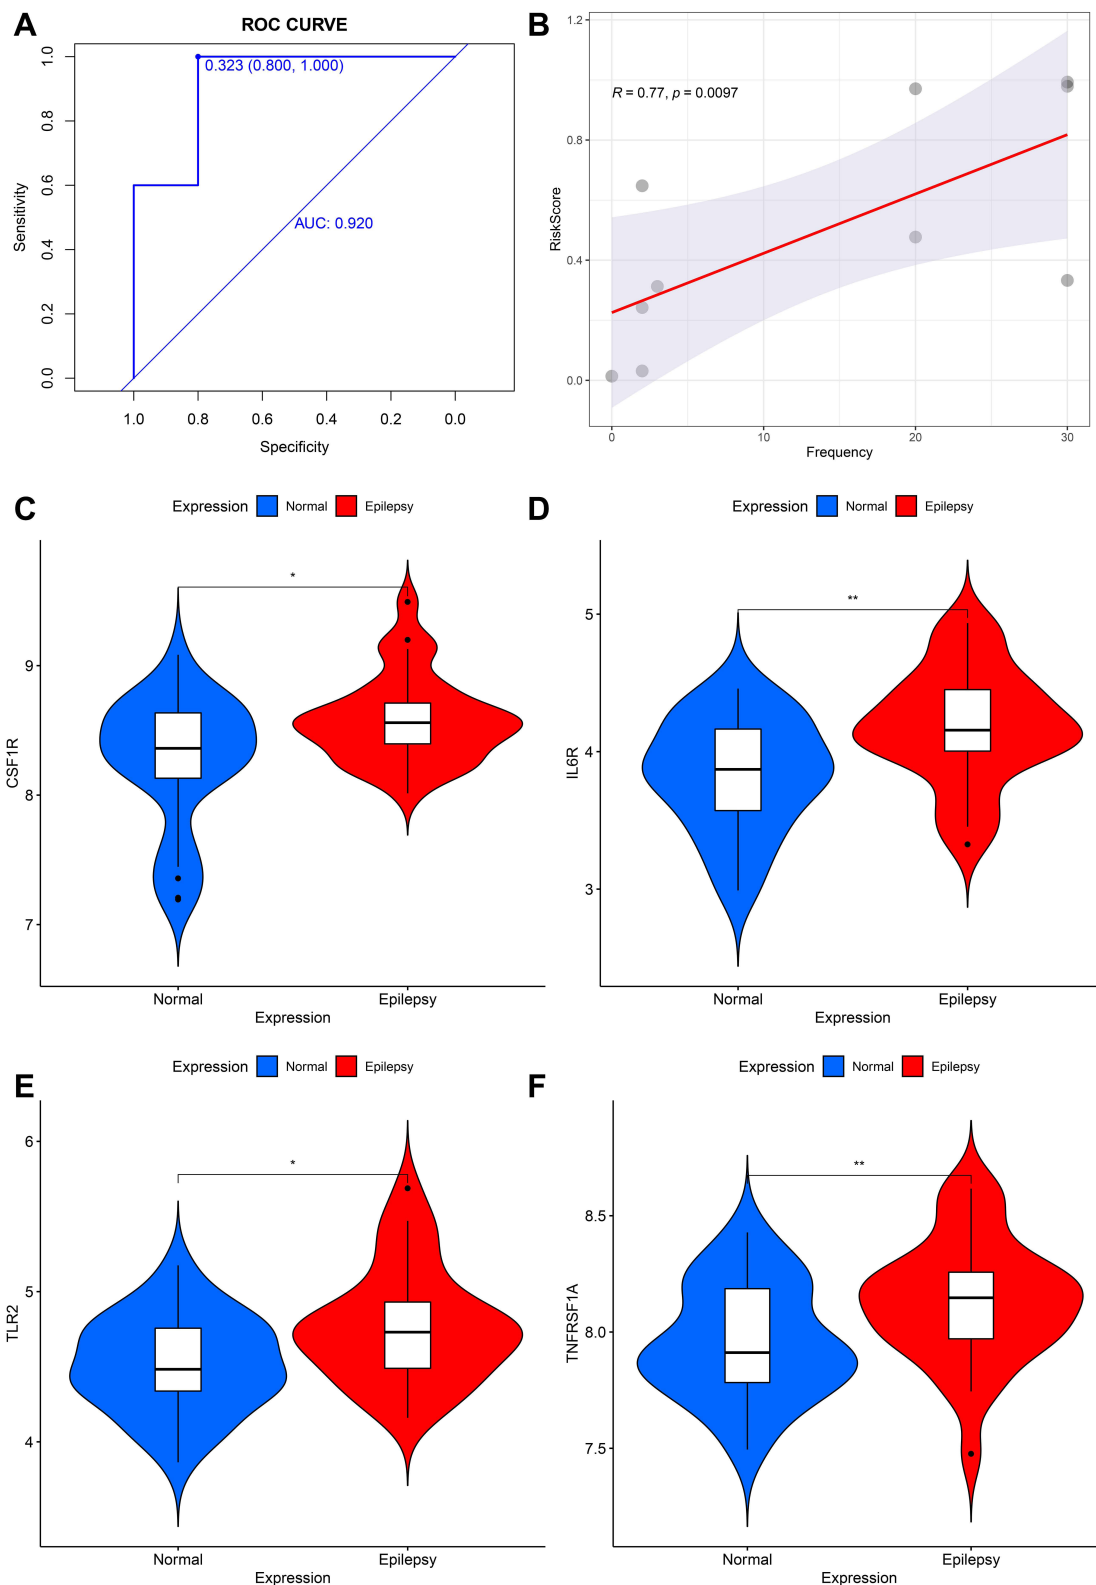 A
ROC CURVE
1.0
0.8
0.6
0.4
0.2
0.0
Sensitivity
0.323 (0.800, 1.000)
AUC: 0.920
1.0 0.8 0.6 0.4 0.2 0.0
Specificity
B
1.2
0.8
0.4
0.0
RiskScore
R = 0.77, p = 0.0097
0 10 20 30
Frequency
C
Expression Normal Epilepsy
*
9
8
7
CSF1R
Normal Epilepsy
Expression
D
Expression Normal Epilepsy
**
5
4
3
IL6R
Normal Epilepsy
Expression
E
Expression Normal Epilepsy
*
6
5
4
TLR2
Normal Epilepsy
Expression
F
Expression Normal Epilepsy
**
8.5
8.0
7.5
TNFRSF1A
Normal Epilepsy
Expression